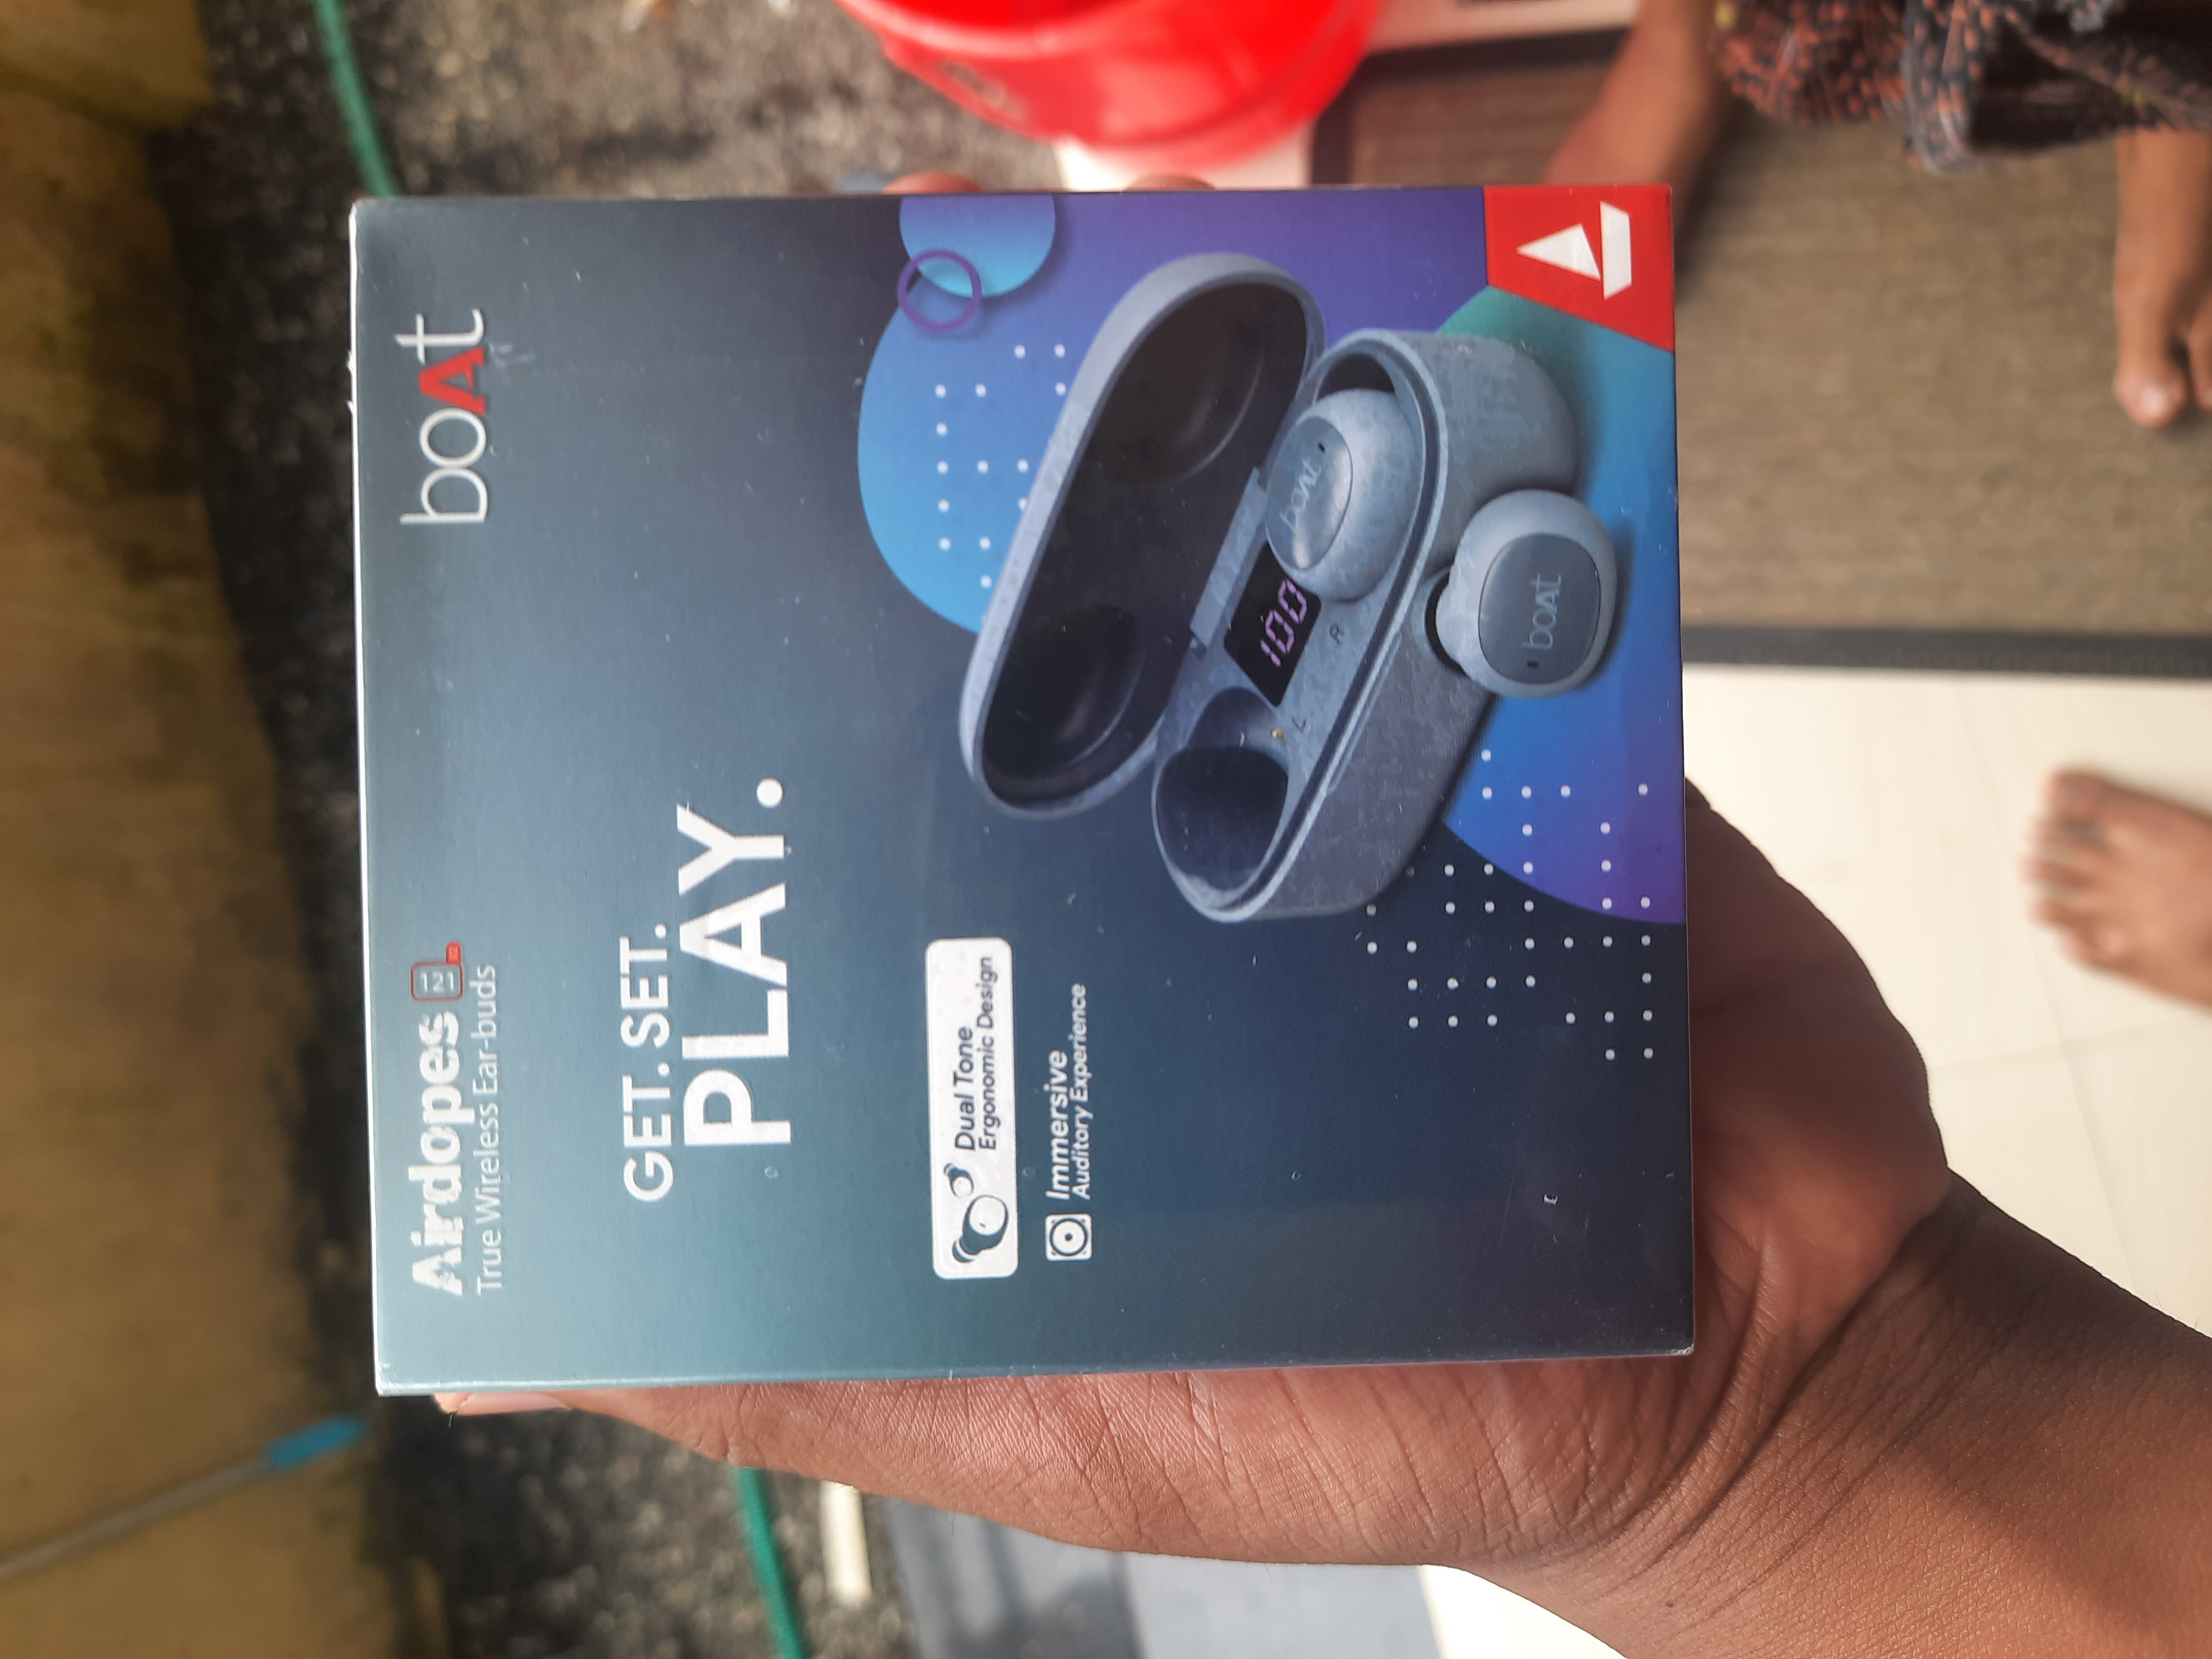 Airdopes 121 v2
True Wireless Ear-buds
boAt
GET. SET.
PLAY.
Dual Tone
Ergonomic Design
Immersive
Auditory Experience
100
L
R
boAt
boAt